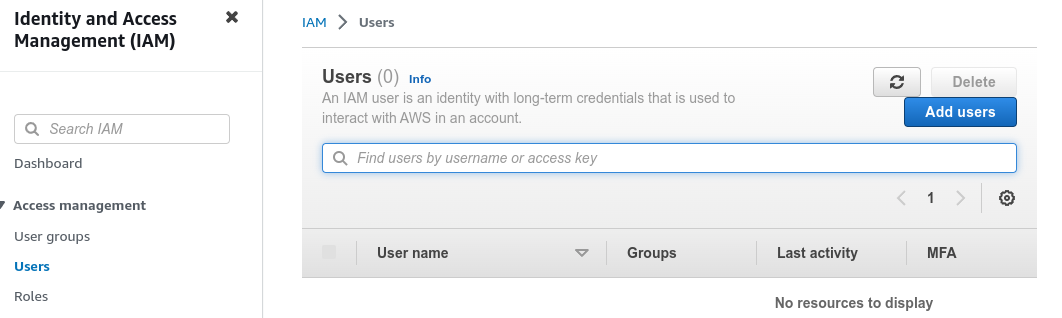 Identity and Access
Management (IAM)
Search IAM
Dashboard
Access management
User groups
Users
Roles
IAM > Users
Users (0) Info
An IAM user is an identity with long-term credentials that is used to
interact with AWS in an account.
Delete
Add users
Find users by username or access key
1
User name Groups Last activity MFA
No resources to display